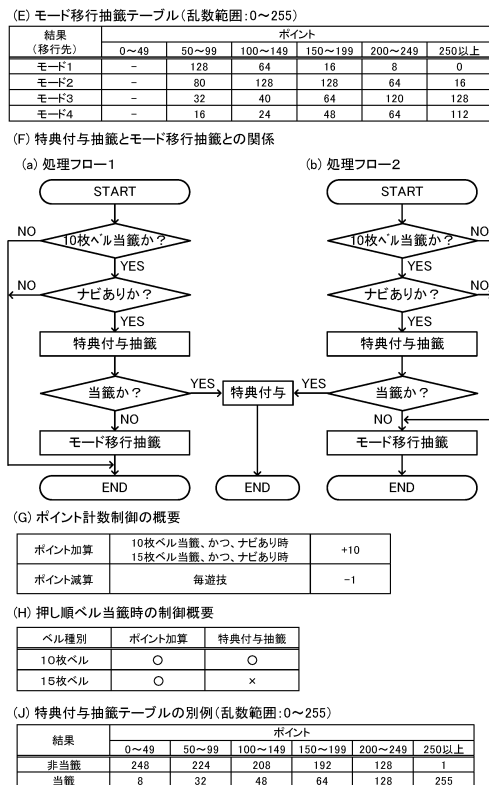 (E) モード移行抽籤テーブル(乱数範囲:0~255)
結果 (移行先) ポイント
0~49 50~99 100~149 150~199 200~249 250以上
モード1 - 128 64 16 8 0
モード2 - 80 128 128 64 16
モード3 - 32 40 64 120 128
モード4 - 16 24 48 64 112
(F) 特典付与抽籤とモード移行抽籤との関係
(a) 処理フロー1
START
10枚ベル当籤か?
NO
YES
ナビありか?
NO
YES
特典付与抽籤
当籤か?
YES
NO
モード移行抽籤
END
特典付与
END
(b) 処理フロー2
START
10枚ベル当籤か?
NO
YES
ナビありか?
NO
YES
特典付与抽籤
当籤か?
YES
NO
モード移行抽籤
END
(G) ポイント計数制御の概要
ポイント加算 10枚ベル当籤、かつ、ナビあり時 +10
15枚ベル当籤、かつ、ナビあり時
ポイント減算 毎遊技 -1
(H) 押し順ベル当籤時の制御概要
ベル種別 ポイント加算 特典付与抽籤
10枚ベル ○ ○
15枚ベル ○ ×
(J) 特典付与抽籤テーブルの別例(乱数範囲:0~255)
結果 ポイント
0~49 50~99 100~149 150~199 200~249 250以上
非当籤 248 224 208 192 128 1
当籤 8 32 48 64 128 255